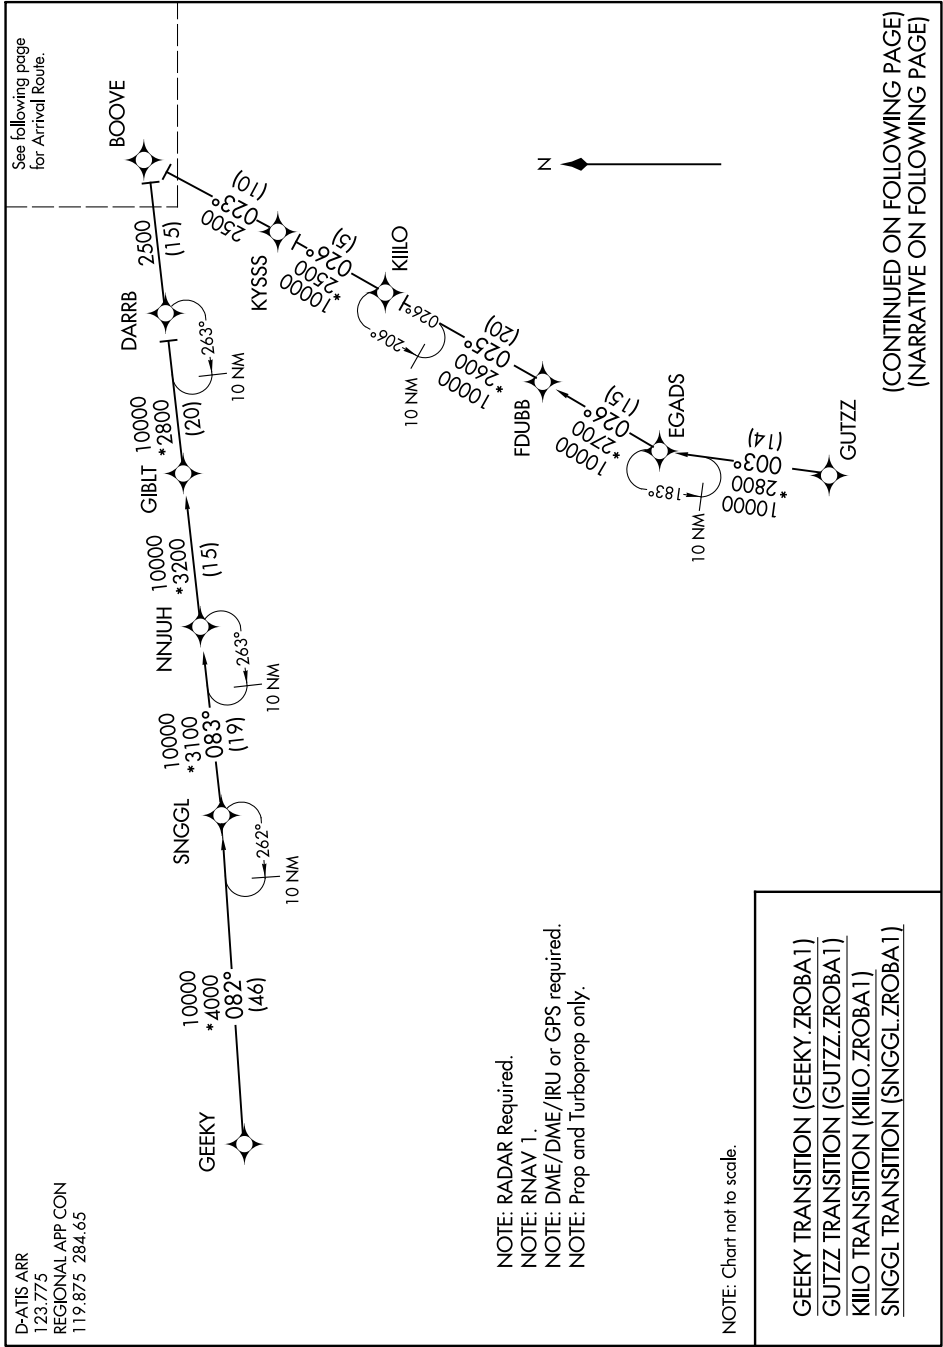 D-ATIS ARR
123.775
REGIONAL APP CON
119.875 284.65
See following page
for Arrival Route.
BOOVE
2500
(15)
DARRB
263°
10 NM
10000
*2800
(20)
GIBLT
10000
*3200
(15)
NNJUH
263°
10 NM
10000
*3100
083°
(19)
SNGGL
262°
10 NM
10000
*4000
082°
(46)
GEEKY
2500
023°
(10)
KYSSS
10000
*2500
026°
(5)
KIILO
026°
206°
10 NM
10000
*2600
025°
(20)
FDUBB
10000
*2700
026°
(15)
EGADS
183°
10 NM
10000
*2800
003°
(14)
GUTZZ
N
NOTE: RADAR Required.
NOTE: RNAV 1.
NOTE: DME/DME/IRU or GPS required.
NOTE: Prop and Turboprop only.
NOTE: Chart not to scale.
GEEKY TRANSITION (GEEKY.ZROBA1)
GUTZZ TRANSITION (GUTZZ.ZROBA1)
KIILO TRANSITION (KIILO.ZROBA1)
SNGGL TRANSITION (SNGGL.ZROBA1)
(CONTINUED ON FOLLOWING PAGE)
(NARRATIVE ON FOLLOWING PAGE)